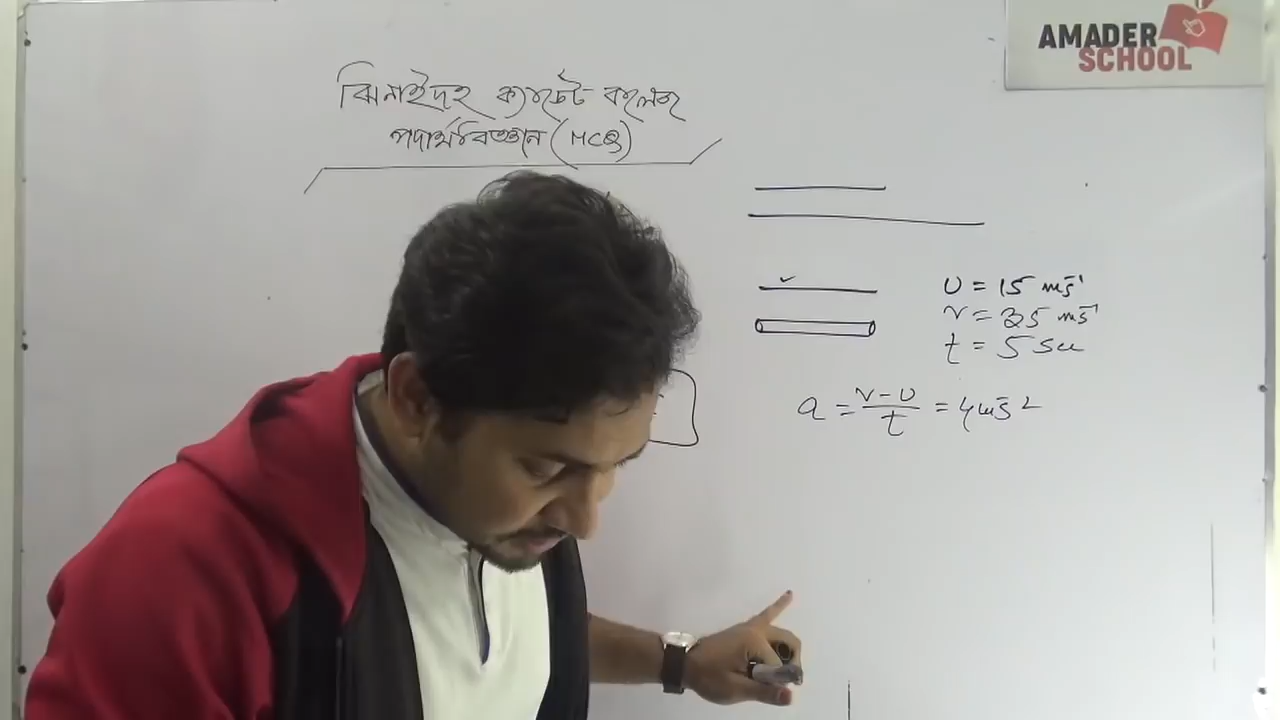 ঝিনাইদহ ক্যাডেট কলেজ
পদার্থবিজ্ঞান (MCQ)
AMADER
SCHOOL
υ = 15 ms⁻¹
v = 35 ms⁻¹
t = 5 sec
a = v-υ/t = 4 ms⁻²